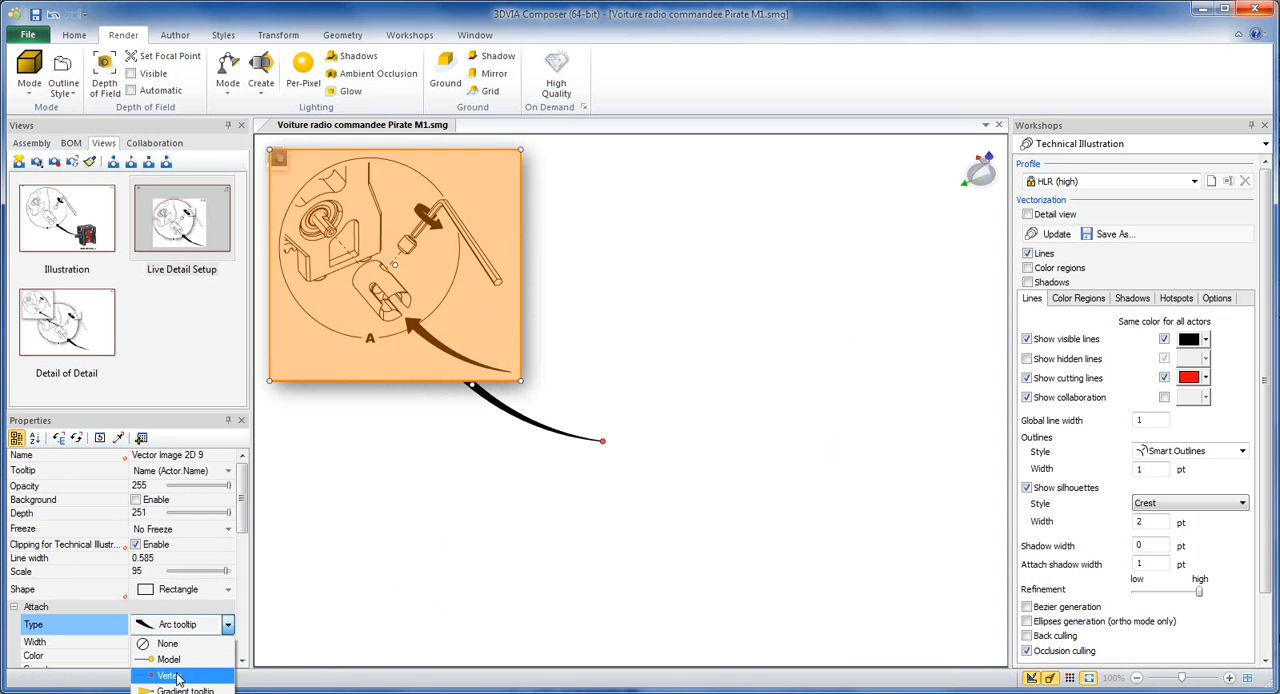 3DVIA Composer (64-bit) - [Voiture radio commandee Pirate M1.smg]
File Home Render Author Styles Transform Geometry Workshops Window
Mode
Outline Style
Depth of Field
Set Focal Point
Visible
Automatic
Mode
Create
Per-Pixel
Shadows
Ambient Occlusion
Glow
Ground
Shadow
Mirror
Grid
High Quality
Mode Depth of Field Lighting Ground On Demand
Views
Assembly BOM Views Collaboration
Illustration
Live Detail Setup
Detail of Detail
Properties
Name Vector Image 2D 9
Tooltip Name (Actor.Name)
Opacity 255
Background Enable
Depth 251
Freeze No Freeze
Clipping for Technical Illustr... Enable
Line width 0.585
Scale 95
Shape Rectangle
Attach
Type Arc tooltip
Width None
Color Model
Gradient tooltip
Voiture radio commandee Pirate M1.smg
A
Workshops
Technical Illustration
Profile
HLR (high)
Vectorization
Detail view
Update Save As...
Lines
Color regions
Shadows
Lines Color Regions Shadows Hotspots Options
Same color for all actors
Show visible lines
Show hidden lines
Show cutting lines
Show collaboration
Global line width 1
Outlines
Style Smart Outlines
Width 1 pt
Show silhouettes
Style Crest
Width 2 pt
Shadow width 0 pt
Attach shadow width 1 pt
low high
Refinement
Bezier generation
Ellipses generation (ortho mode only)
Back culling
Occlusion culling
100%